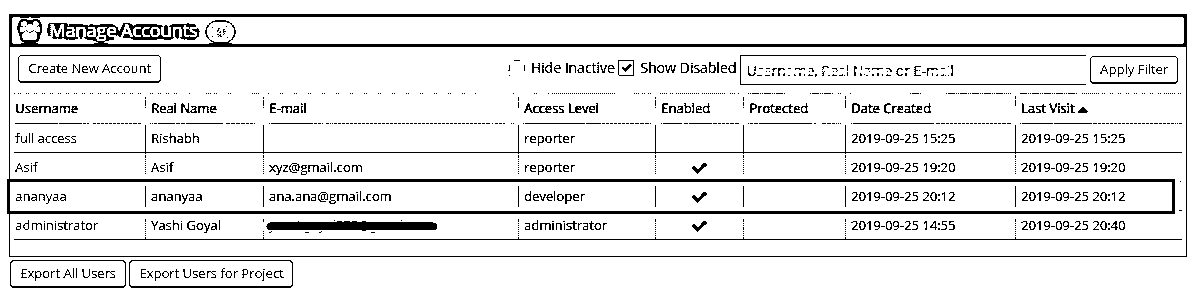 Manage Accounts
Create New Account Hide Inactive Show Disabled Username, Real Name or E-mail Apply Filter
Username Real Name E-mail Access Level Enabled Protected Date Created Last Visit
full access Rishabh reporter 2019-09-25 15:25 2019-09-25 15:25
Asif Asif xyz@gmail.com reporter 2019-09-25 19:20 2019-09-25 19:20
ananyaa ananyaa ana.ana@gmail.com developer 2019-09-25 20:12 2019-09-25 20:12
administrator Yashi Goyal administrator 2019-09-25 14:55 2019-09-25 20:40
Export All Users Export Users for Project